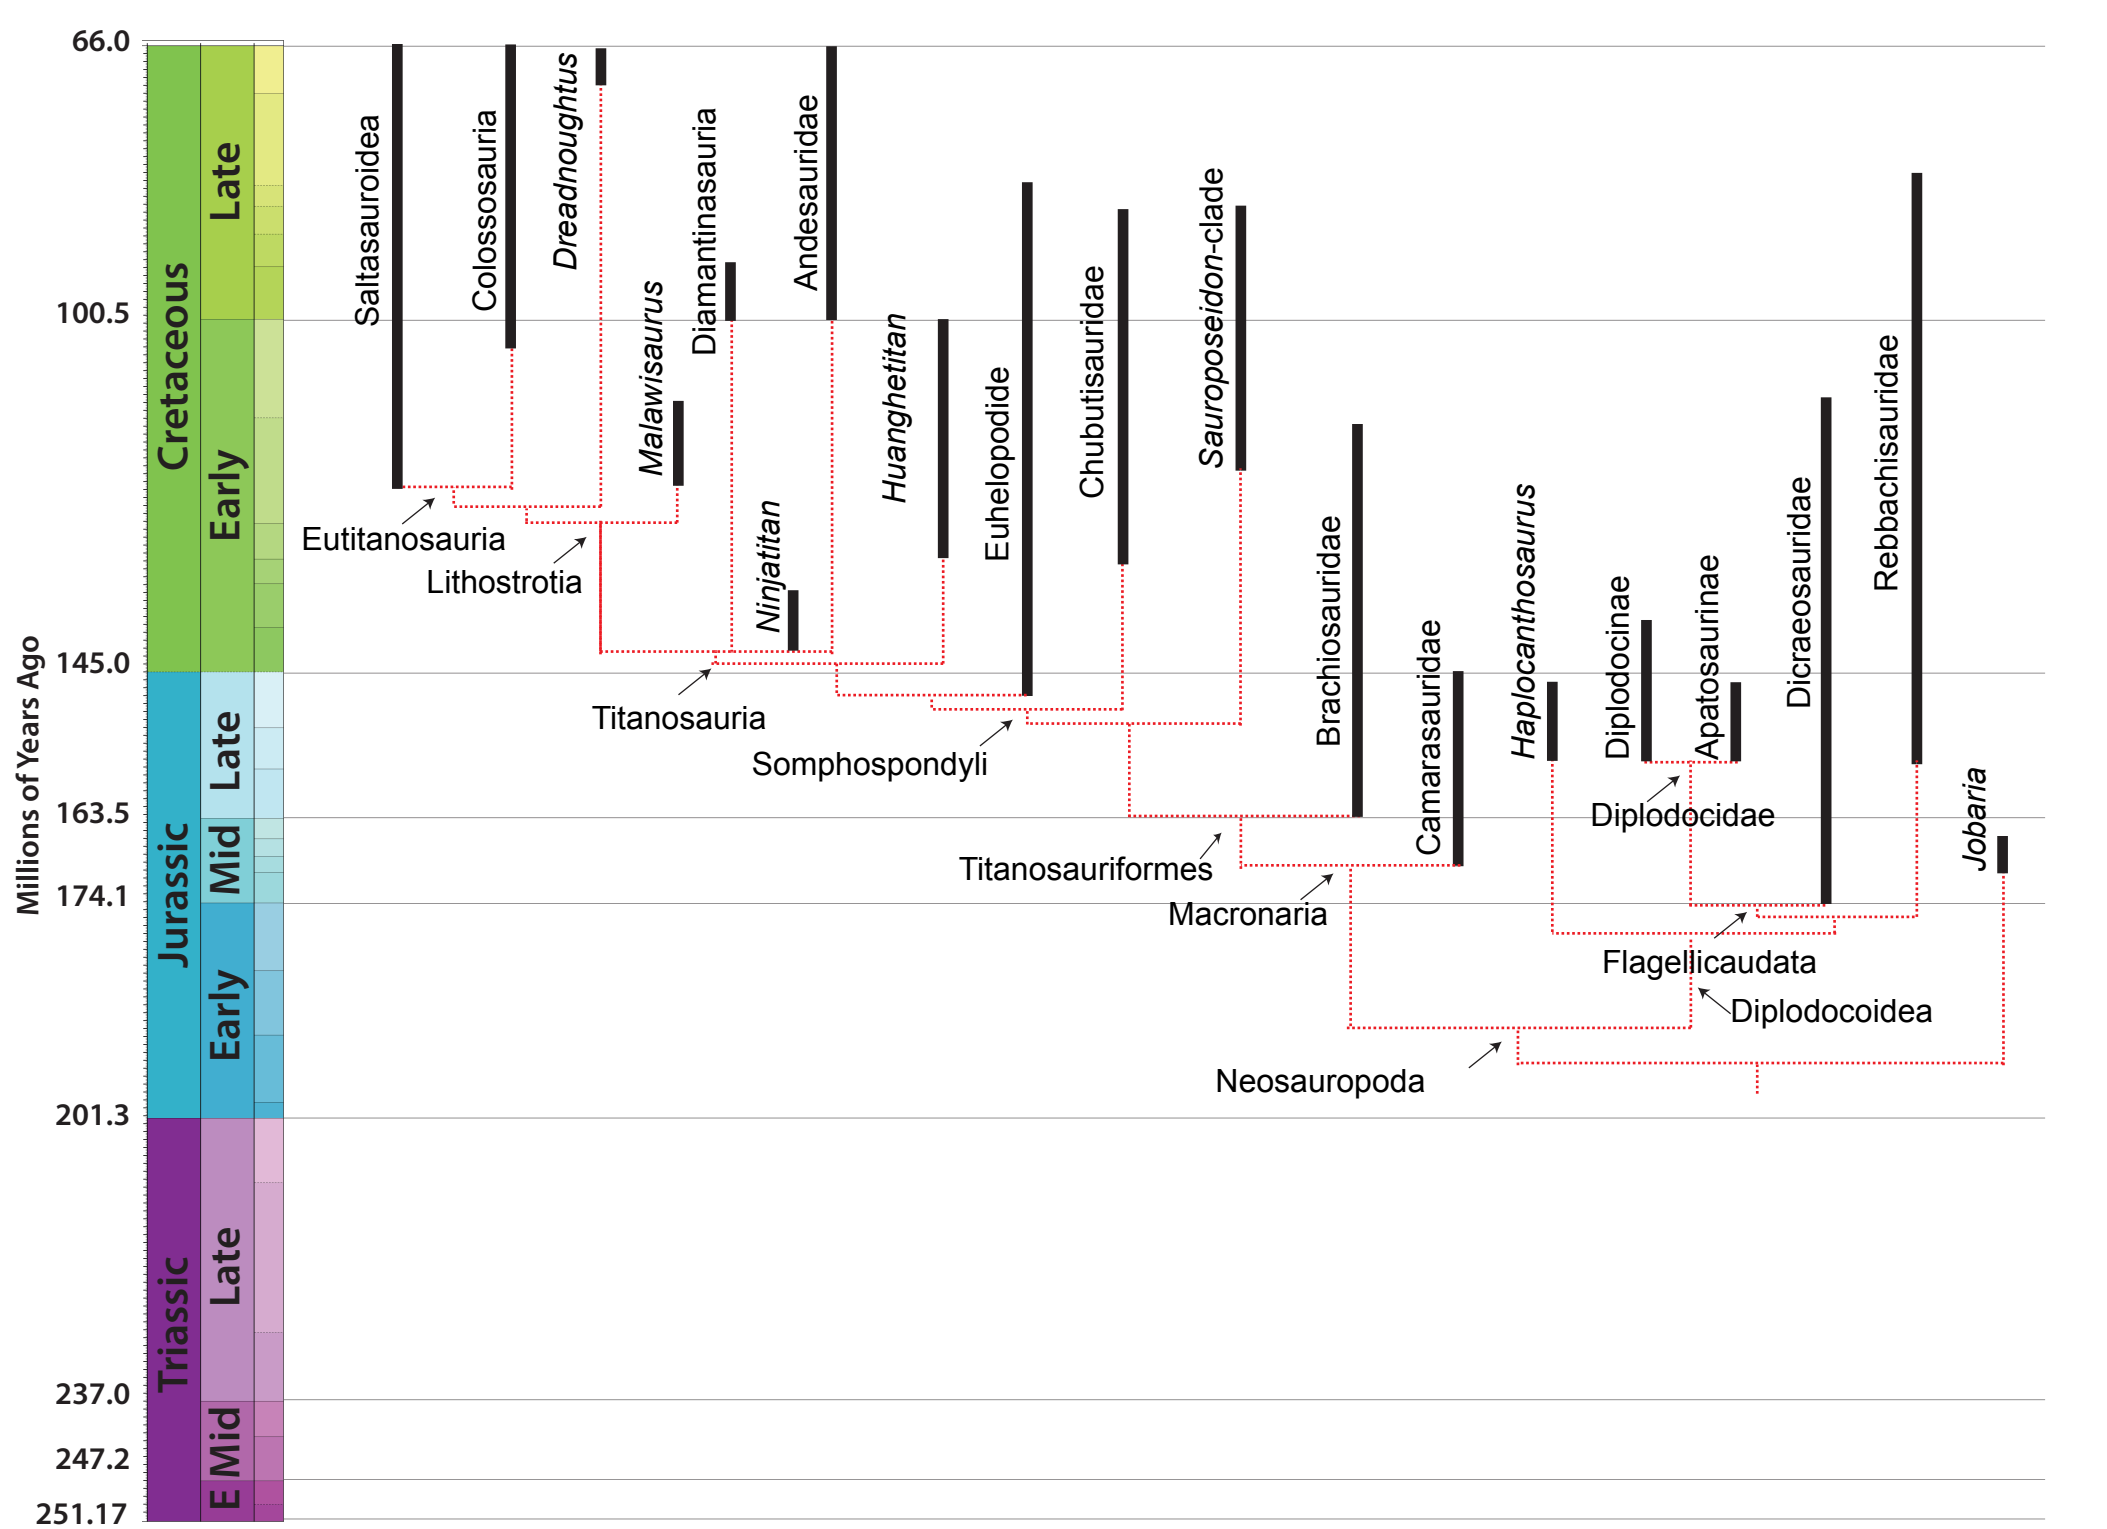 Millions of Years Ago
66.0
100.5
145.0
163.5
174.1
201.3
237.0
247.2
251.17
Cretaceous
Jurassic
Triassic
Late
Early
Late
Mid
Early
Late
Mid
E
Saltasauroidea
Colossosauria
Dreadnoughtus
Malawisaurus
Diamantinasauria
Ninjatitan
Andesauridae
Huanghetitan
Euhelopodide
Chubutisauridae
Sauroposeidon-clade
Brachiosauridae
Camarasauridae
Haplocanthosaurus
Diplodocinae
Apatosaurinae
Dicraeosauridae
Rebbachisauridae
Jobaria
Eutitanosauria
Lithostrotia
Titanosauria
Somphospondyli
Titanosauriformes
Macronaria
Diplodocidae
Flagellicaudata
Diplodocoidea
Neosauropoda